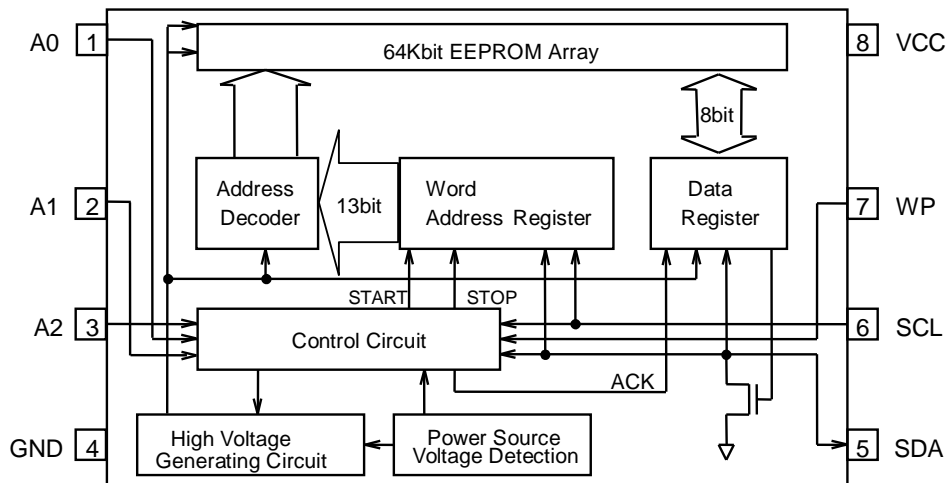 A0
1
64Kbit EEPROM Array
8
VCC
8bit
A1
2
Address
Decoder
13bit
Word
Address Register
Data
Register
7
WP
START
STOP
A2
3
Control Circuit
6
SCL
ACK
GND
4
High Voltage
Generating Circuit
Power Source
Voltage Detection
5
SDA